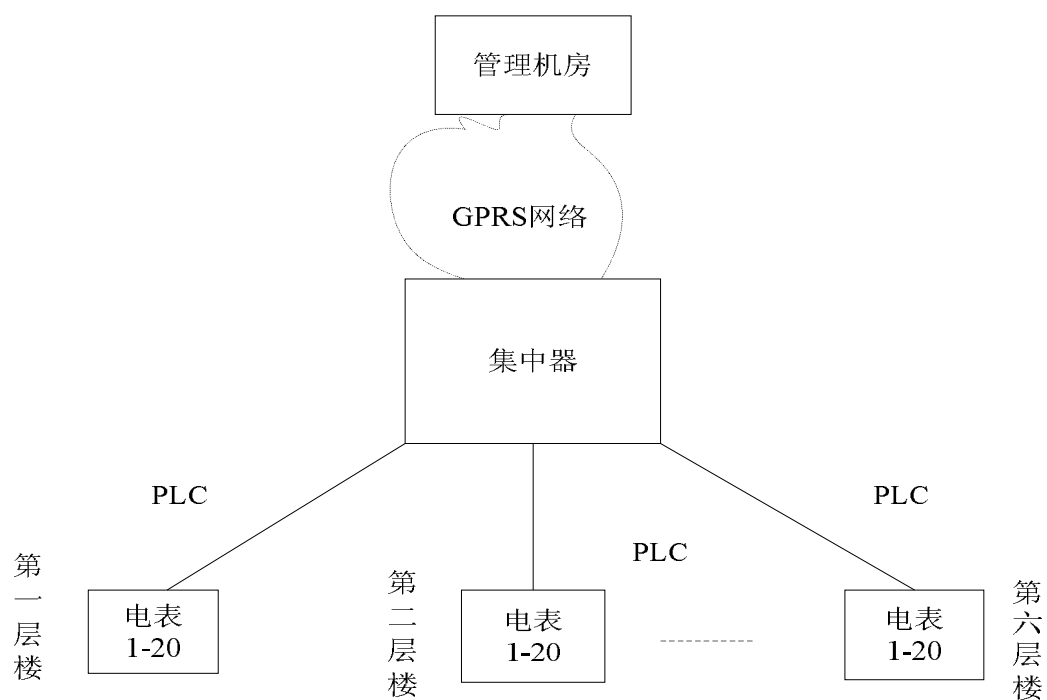 管理机房
GPRS网络
集中器
PLC
PLC
PLC
第一层楼
电表
1-20
第二层楼
电表
1-20
电表
1-20
第六层楼